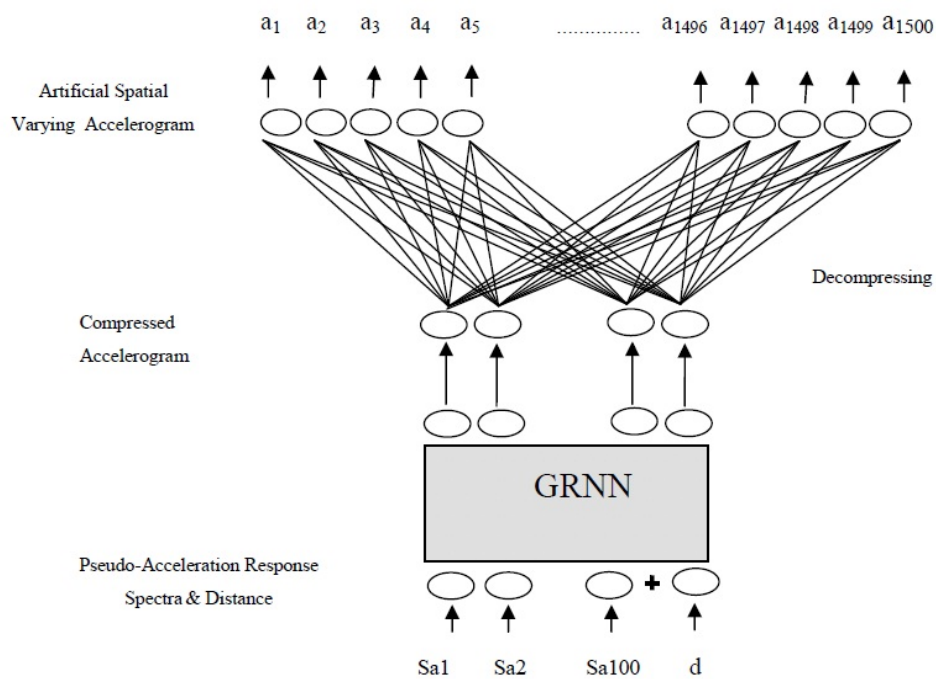 a1 a2 a3 a4 a5 ............... a1496 a1497 a1498 a1499 a1500
Artificial Spatial
Varying Accelerogram
Decompressing
Compressed
Accelerogram
GRNN
Pseudo-Acceleration Response
Spectra & Distance
+
Sa1 Sa2 Sa100 d